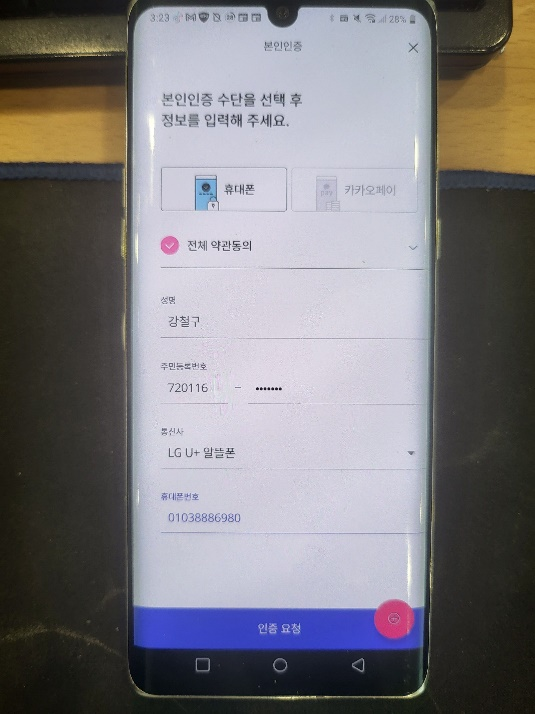 3:23
28%
본인인증
본인인증 수단을 선택 후
정보를 입력해 주세요.
휴대폰
pay 카카오페이
전체 약관동의
성명
강철구
주민등록번호
720116 – •••••••
통신사
LG U+ 알뜰폰
휴대폰번호
01038886980
인증 요청